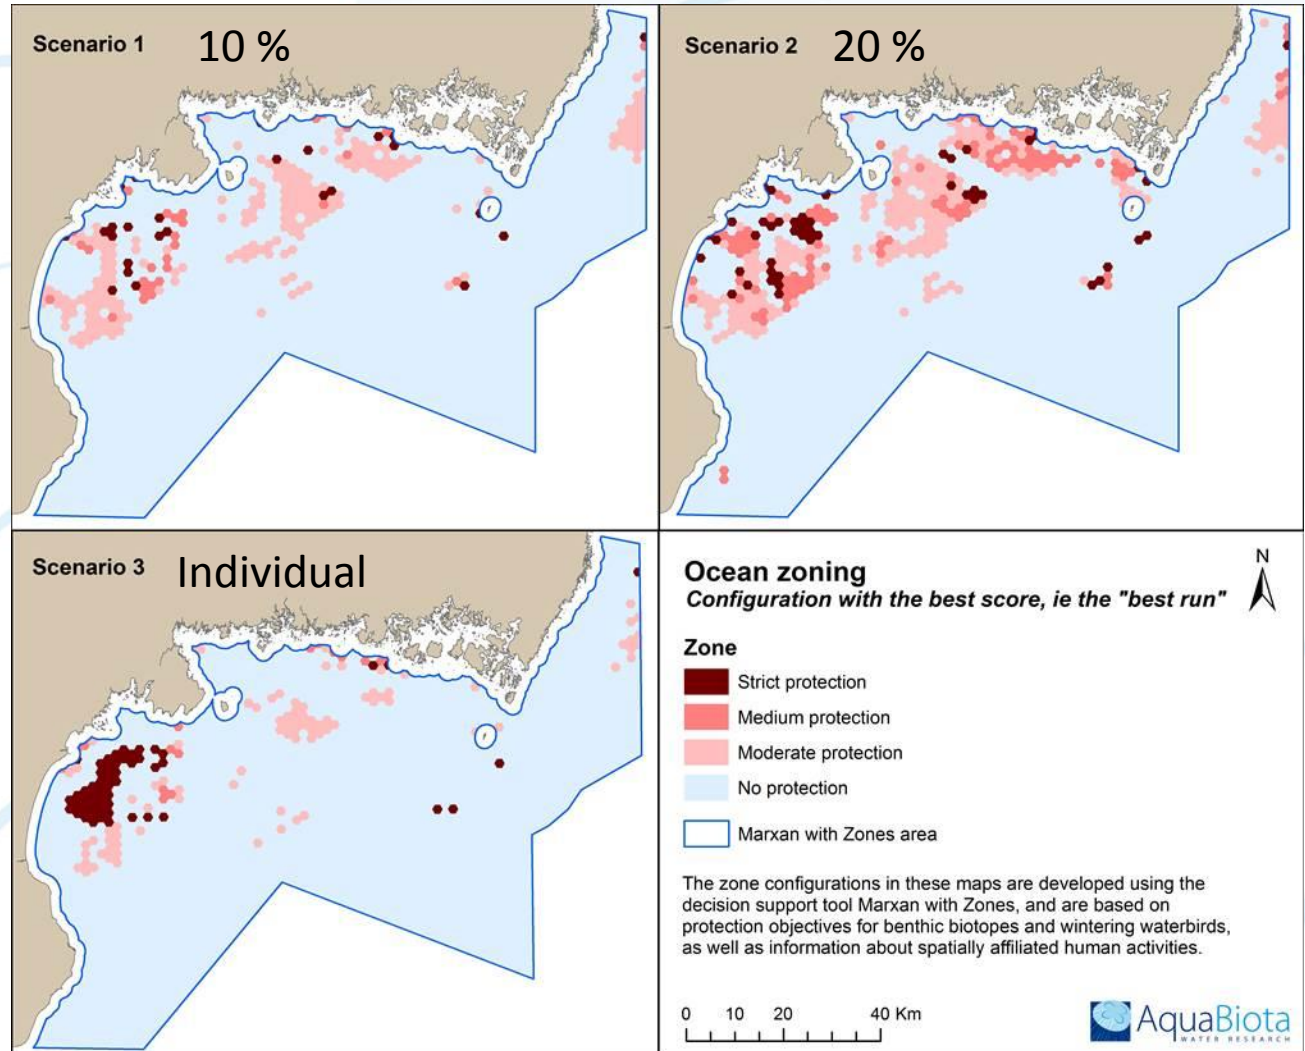 Scenario 1 10 %
Scenario 2 20 %
Scenario 3 Individual
Ocean zoning
Configuration with the best score, ie the "best run"
N
Zone
Strict protection
Medium protection
Moderate protection
No protection
Marxan with Zones area
The zone configurations in these maps are developed using the
decision support tool Marxan with Zones, and are based on
protection objectives for benthic biotopes and wintering waterbirds,
as well as information about spatially affiliated human activities.
0 10 20 40 Km
AquaBiota
WATER RESEARCH